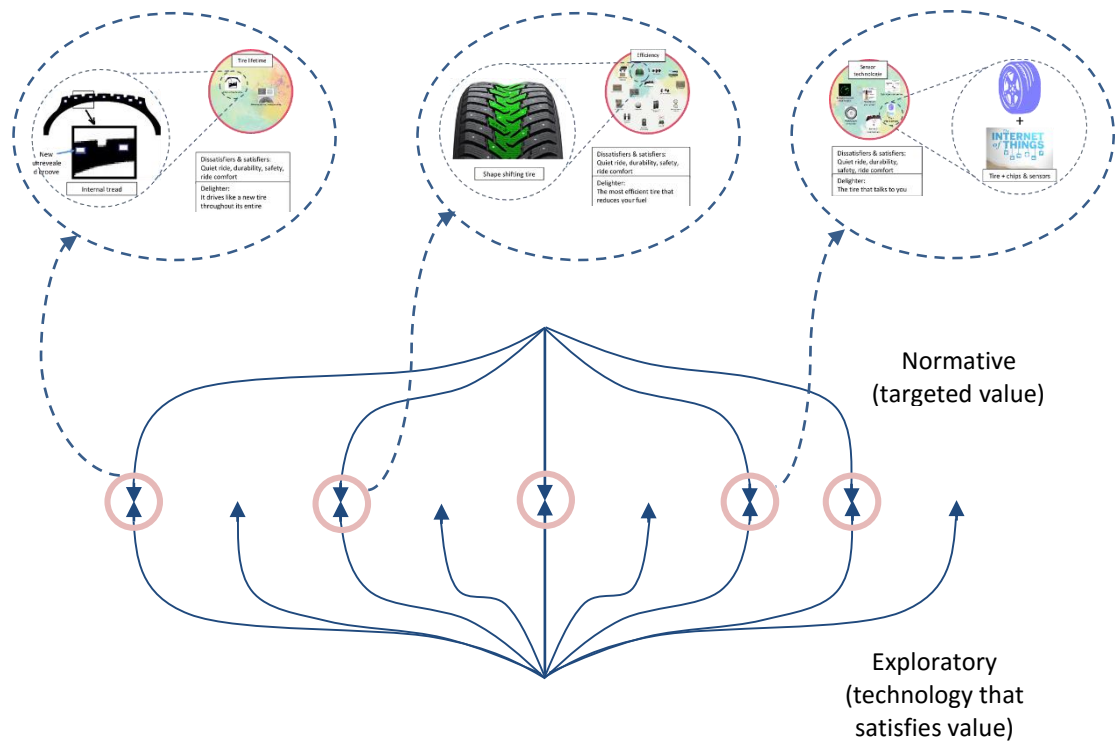 Tire lifetime
New
unreveale
d groove
Internal tread
Dissatisfiers & satisfiers:
Quiet ride, durability, safety,
ride comfort
Delighter:
It drives like a new tire
throughout its entire
Efficiency
Shape shifting tire
Dissatisfiers & satisfiers:
Quiet ride, durability, safety,
ride comfort
Delighter:
The most efficient tire that
reduces your fuel
Sensor
technologie
+
INTERNET
of THINGS
Tire + chips & sensors
Dissatisfiers & satisfiers:
Quiet ride, durability,
safety, ride comfort
Delighter:
The tire that talks to you
Normative
(targeted value)
Exploratory
(technology that
satisfies value)